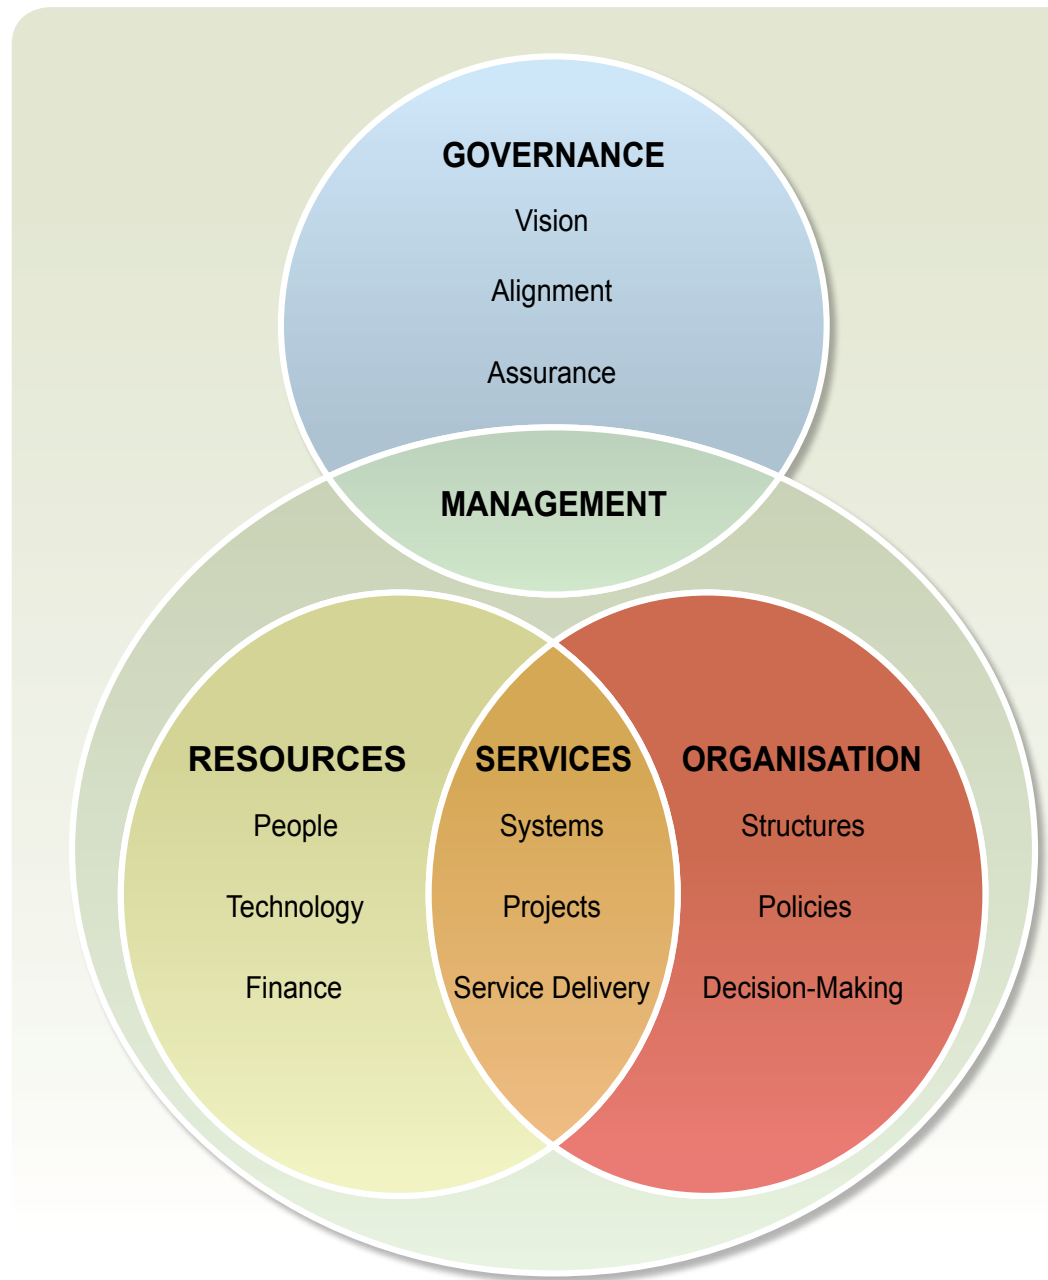 GOVERNANCE
Vision
Alignment
Assurance
MANAGEMENT
RESOURCES
People
Technology
Finance
SERVICES
Systems
Projects
Service Delivery
ORGANISATION
Structures
Policies
Decision-Making